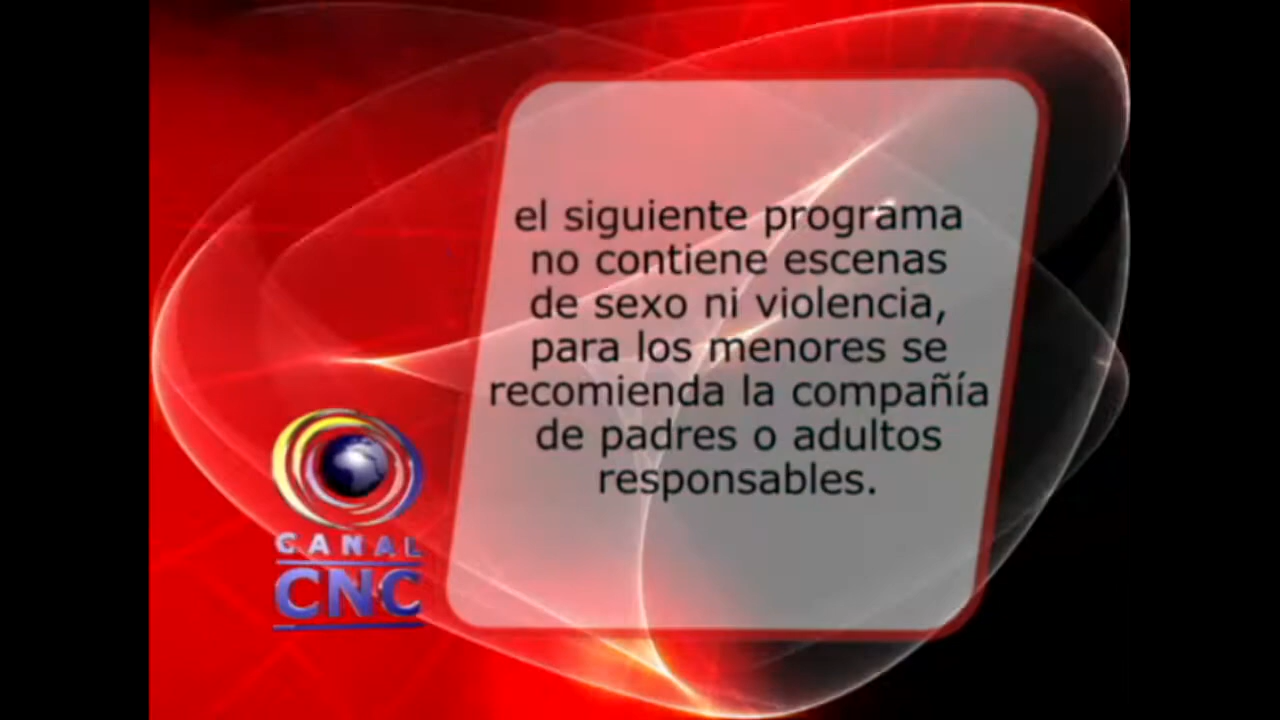 el siguiente programa
no contiene escenas
de sexo ni violencia,
para los menores se
recomienda la compañía
de padres o adultos
responsables.
CANAL
CNC